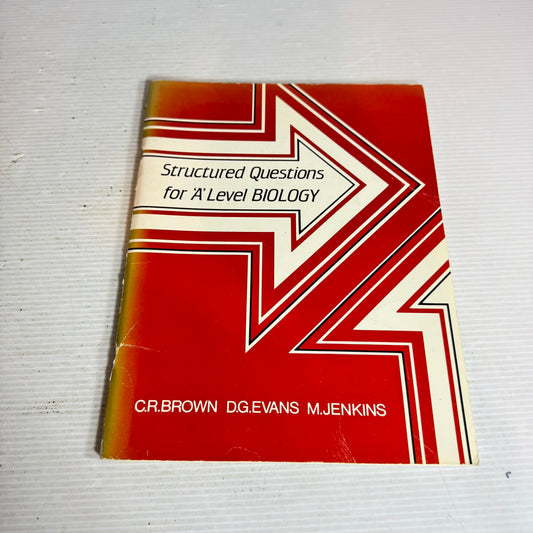 Structured Questions
for 'A' Level BIOLOGY
C.R.BROWN D.G.EVANS M.JENKINS